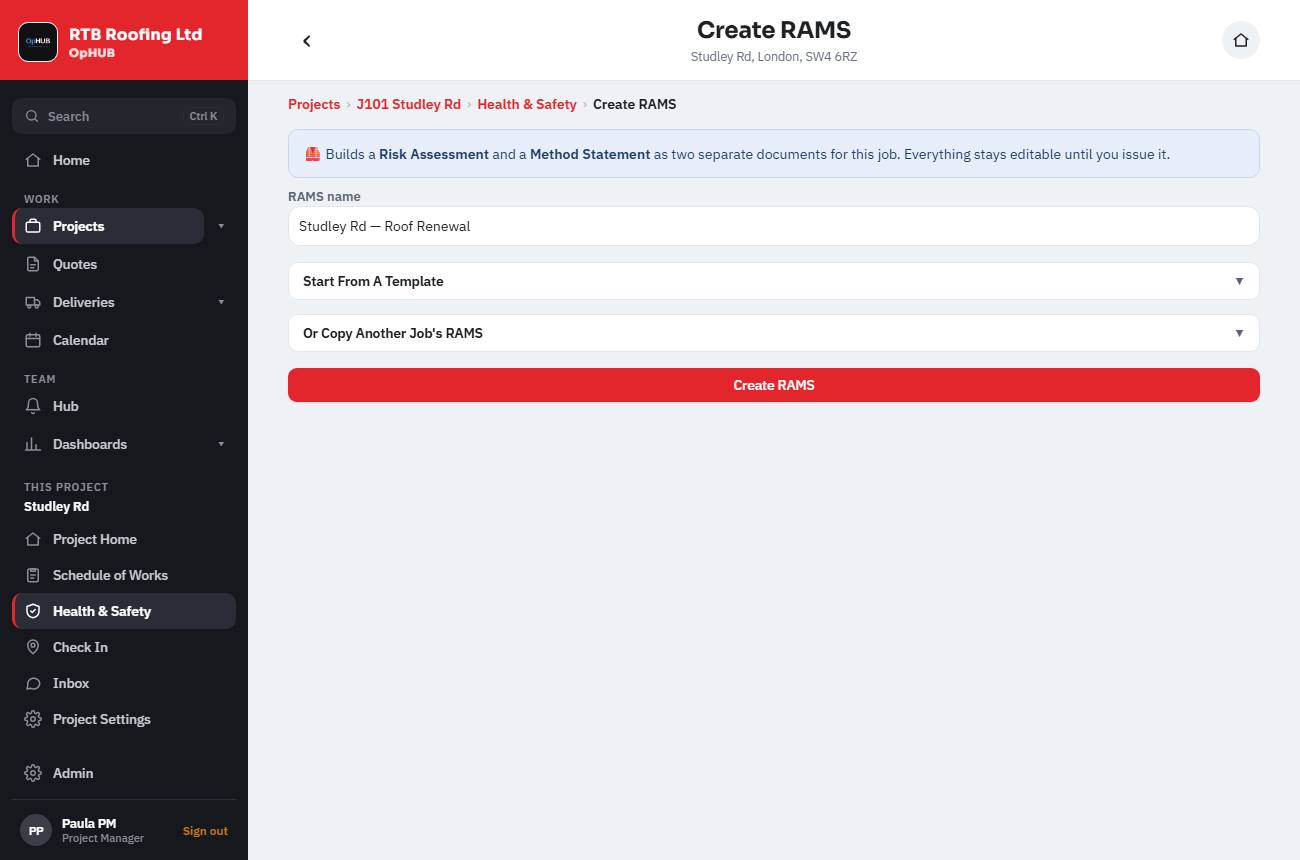 OpHUB
RTB Roofing Ltd
OpHUB
Search
Ctrl K
Home
WORK
Projects
Quotes
Deliveries
Calendar
TEAM
Hub
Dashboards
THIS PROJECT
Studley Rd
Project Home
Schedule of Works
Health & Safety
Check In
Inbox
Project Settings
Admin
PP
Paula PM
Project Manager
Sign out
Create RAMS
Studley Rd, London, SW4 6RZ
Projects › J101 Studley Rd › Health & Safety › Create RAMS
Builds a Risk Assessment and a Method Statement as two separate documents for this job. Everything stays editable until you issue it.
RAMS name
Studley Rd — Roof Renewal
Start From A Template
Or Copy Another Job's RAMS
Create RAMS